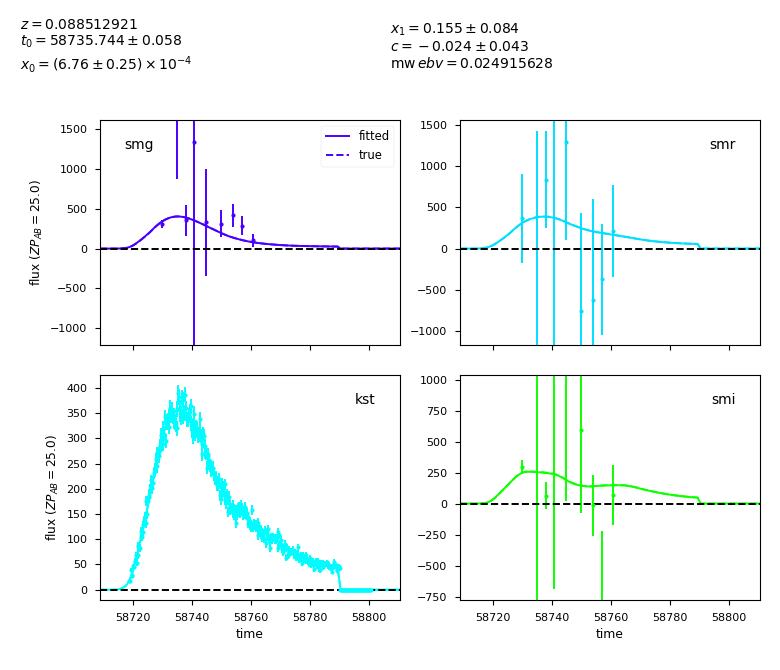 z = 0.088512921
t₀ = 58735.744 ± 0.058
x₀ = (6.76 ± 0.25) × 10⁻⁴
x₁ = 0.155 ± 0.084
c = −0.024 ± 0.043
mw ebv = 0.024915628
smg
fitted
true
1500
1000
500
0
−500
−1000
flux (ZP_AB = 25.0)
smr
1500
1000
500
0
−500
−1000
kst
400
350
300
250
200
150
100
50
0
flux (ZP_AB = 25.0)
58720 58740 58760 58780 58800
time
smi
1000
750
500
250
0
−250
−500
−750
58720 58740 58760 58780 58800
time